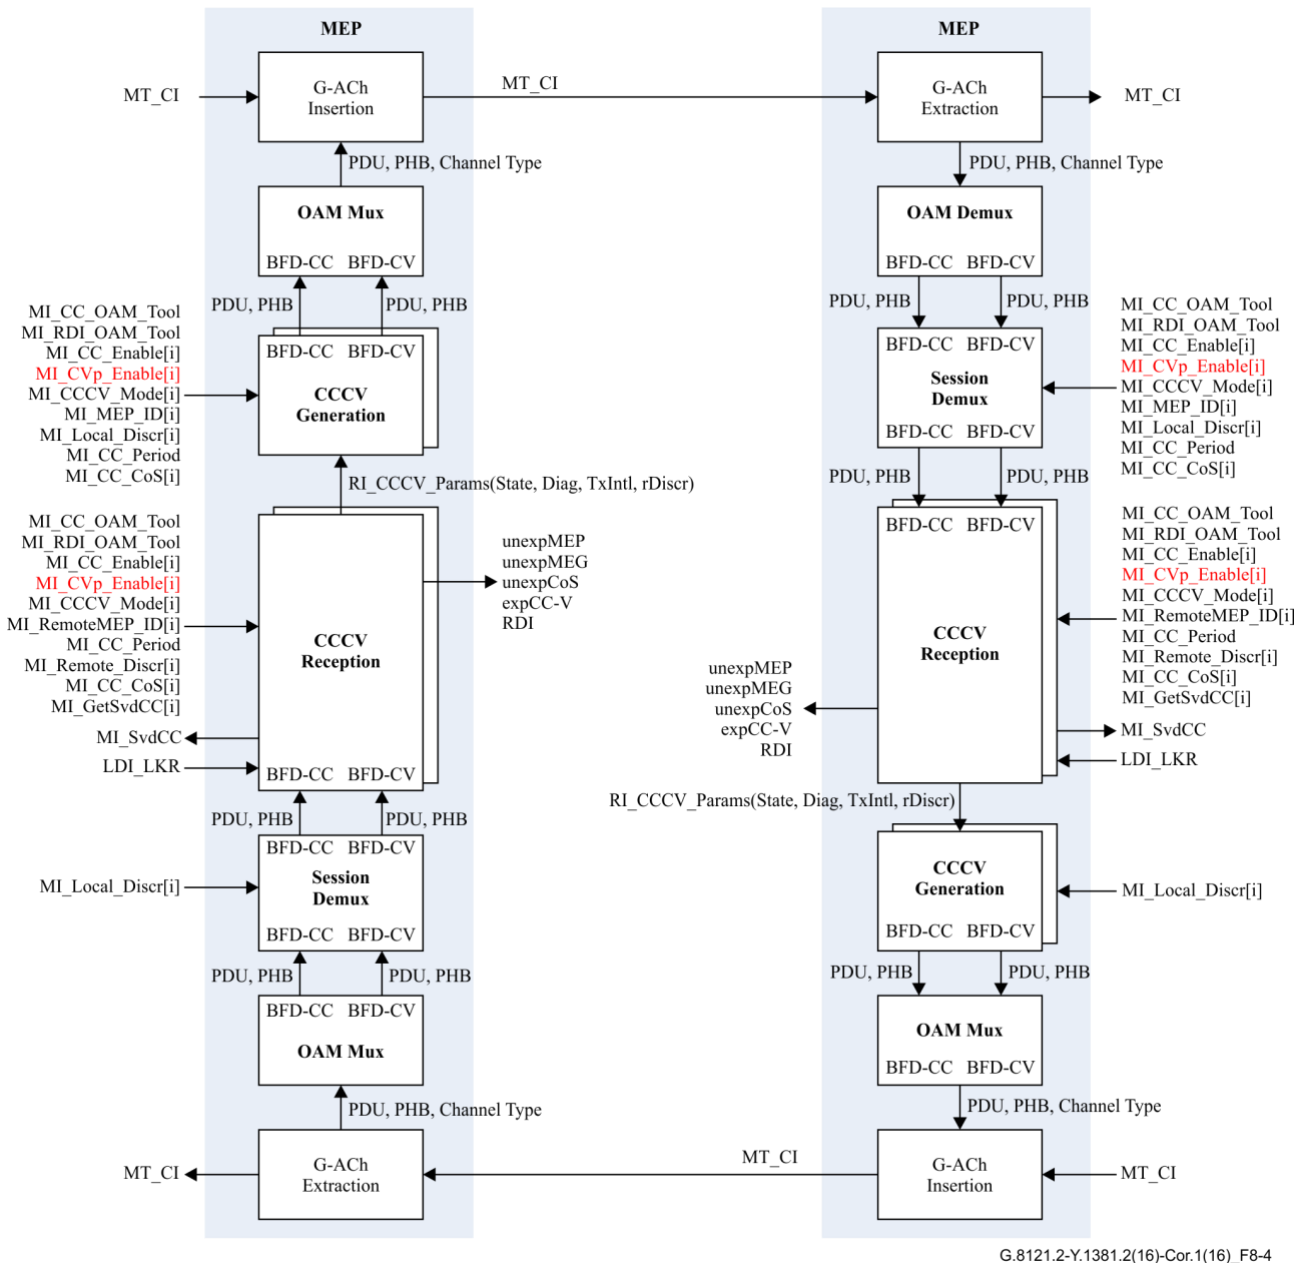 MEP
MEP
MT_CI
G-ACh
Insertion
MT_CI
G-ACh
Extraction
MT_CI
PDU, PHB, Channel Type
PDU, PHB, Channel Type
OAM Mux
BFD-CC BFD-CV
OAM Demux
BFD-CC BFD-CV
PDU, PHB
PDU, PHB
PDU, PHB
PDU, PHB
MI_CC_OAM_Tool
MI_RDI_OAM_Tool
MI_CC_Enable[i]
MI_CVp_Enable[i]
MI_CCCV_Mode[i]
MI_MEP_ID[i]
MI_Local_Discr[i]
MI_CC_Period
MI_CC_CoS[i]
BFD-CC BFD-CV
CCCV
Generation
BFD-CC BFD-CV
Session
Demux
BFD-CC BFD-CV
MI_CC_OAM_Tool
MI_RDI_OAM_Tool
MI_CC_Enable[i]
MI_CVp_Enable[i]
MI_CCCV_Mode[i]
MI_MEP_ID[i]
MI_Local_Discr[i]
MI_CC_Period
MI_CC_CoS[i]
RI_CCCV_Params(State, Diag, TxIntl, rDiscr)
PDU, PHB
PDU, PHB
MI_CC_OAM_Tool
MI_RDI_OAM_Tool
MI_CC_Enable[i]
MI_CVp_Enable[i]
MI_CCCV_Mode[i]
MI_RemoteMEP_ID[i]
MI_CC_Period
MI_Remote_Discr[i]
MI_CC_CoS[i]
MI_GetSvdCC[i]
MI_SvdCC
LDI_LKR
CCCV
Reception
BFD-CC BFD-CV
unexpMEP
unexpMEG
unexpCoS
expCC-V
RDI
unexpMEP
unexpMEG
unexpCoS
expCC-V
RDI
BFD-CC BFD-CV
CCCV
Reception
MI_CC_OAM_Tool
MI_RDI_OAM_Tool
MI_CC_Enable[i]
MI_CVp_Enable[i]
MI_CCCV_Mode[i]
MI_RemoteMEP_ID[i]
MI_CC_Period
MI_Remote_Discr[i]
MI_CC_CoS[i]
MI_GetSvdCC[i]
MI_SvdCC
LDI_LKR
PDU, PHB
PDU, PHB
RI_CCCV_Params(State, Diag, TxIntl, rDiscr)
MI_Local_Discr[i]
BFD-CC BFD-CV
Session
Demux
BFD-CC BFD-CV
CCCV
Generation
BFD-CC BFD-CV
MI_Local_Discr[i]
PDU, PHB
PDU, PHB
PDU, PHB
PDU, PHB
BFD-CC BFD-CV
OAM Mux
OAM Mux
BFD-CC BFD-CV
PDU, PHB, Channel Type
PDU, PHB, Channel Type
MT_CI
G-ACh
Extraction
MT_CI
G-ACh
Insertion
MT_CI
G.8121.2-Y.1381.2(16)-Cor.1(16)_F8-4